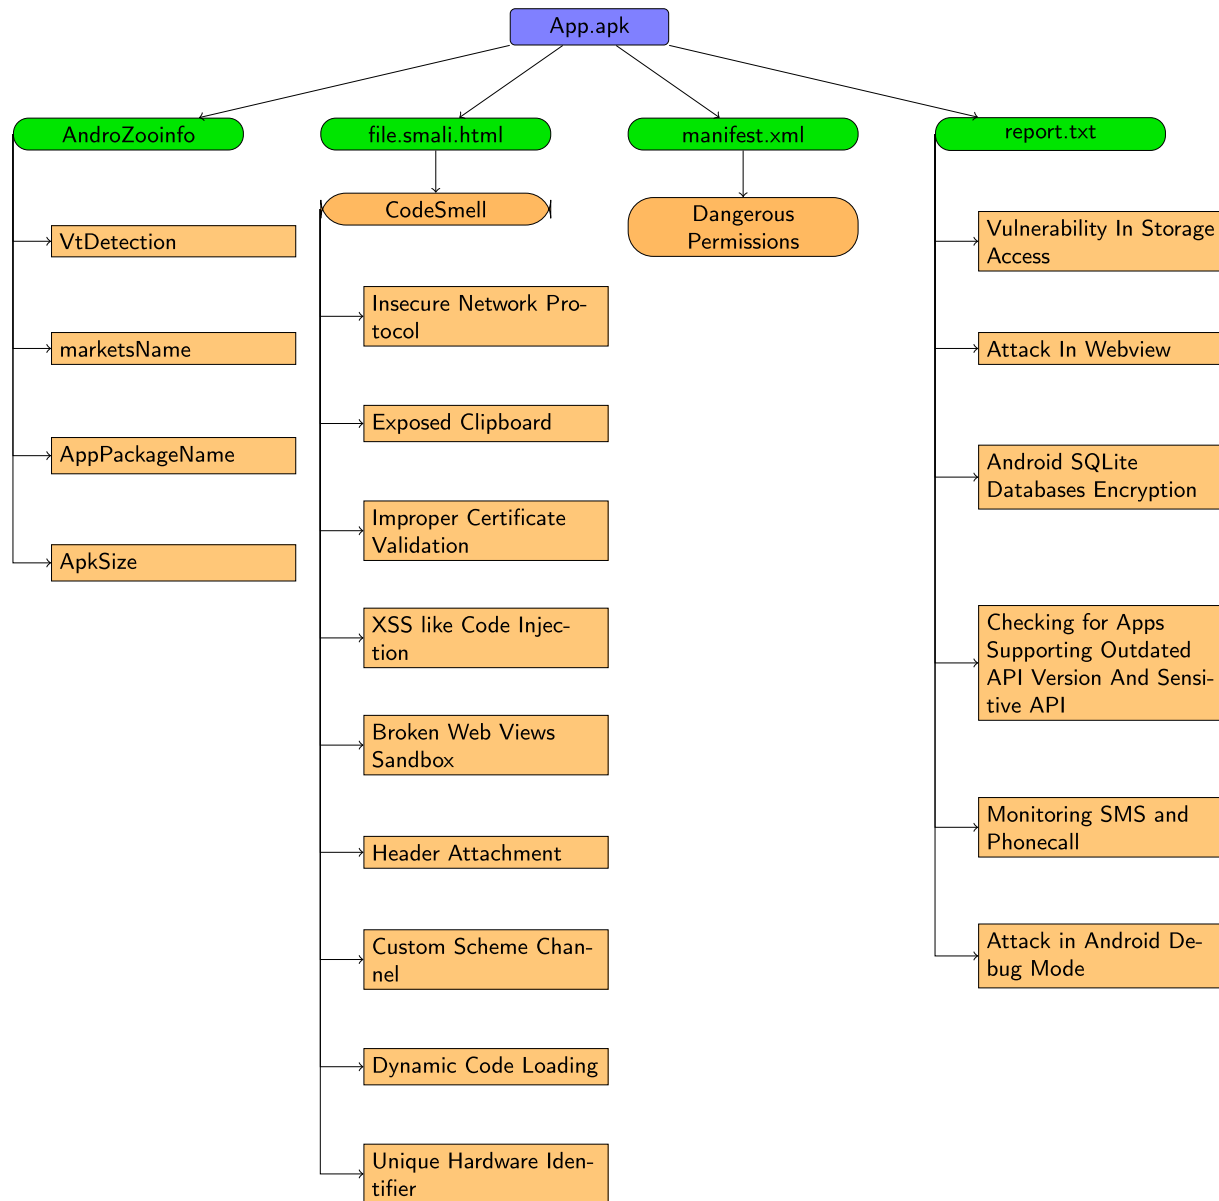 App.apk
AndroZooinfo
VtDetection
marketsName
AppPackageName
ApkSize
file.smali.html
CodeSmell
Insecure Network Pro-
tocol
Exposed Clipboard
Improper Certificate
Validation
XSS like Code Injec-
tion
Broken Web Views
Sandbox
Header Attachment
Custom Scheme Chan-
nel
Dynamic Code Loading
Unique Hardware Iden-
tifier
manifest.xml
Dangerous
Permissions
report.txt
Vulnerability In Storage
Access
Attack In Webview
Android SQLite
Databases Encryption
Checking for Apps
Supporting Outdated
API Version And Sensi-
tive API
Monitoring SMS and
Phonecall
Attack in Android De-
bug Mode